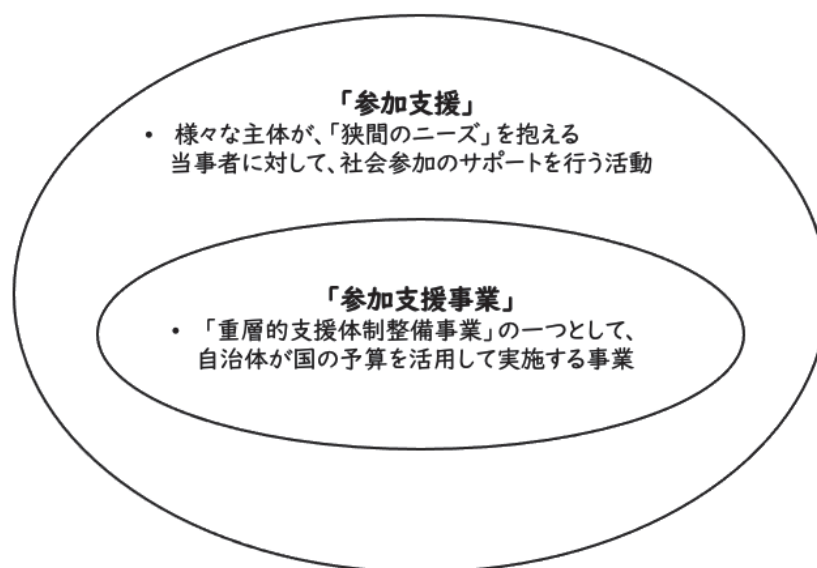 「参加支援」
• 様々な主体が、「狭間のニーズ」を抱える
当事者に対して、社会参加のサポートを行う活動
「参加支援事業」
• 「重層的支援体制整備事業」の一つとして、
自治体が国の予算を活用して実施する事業